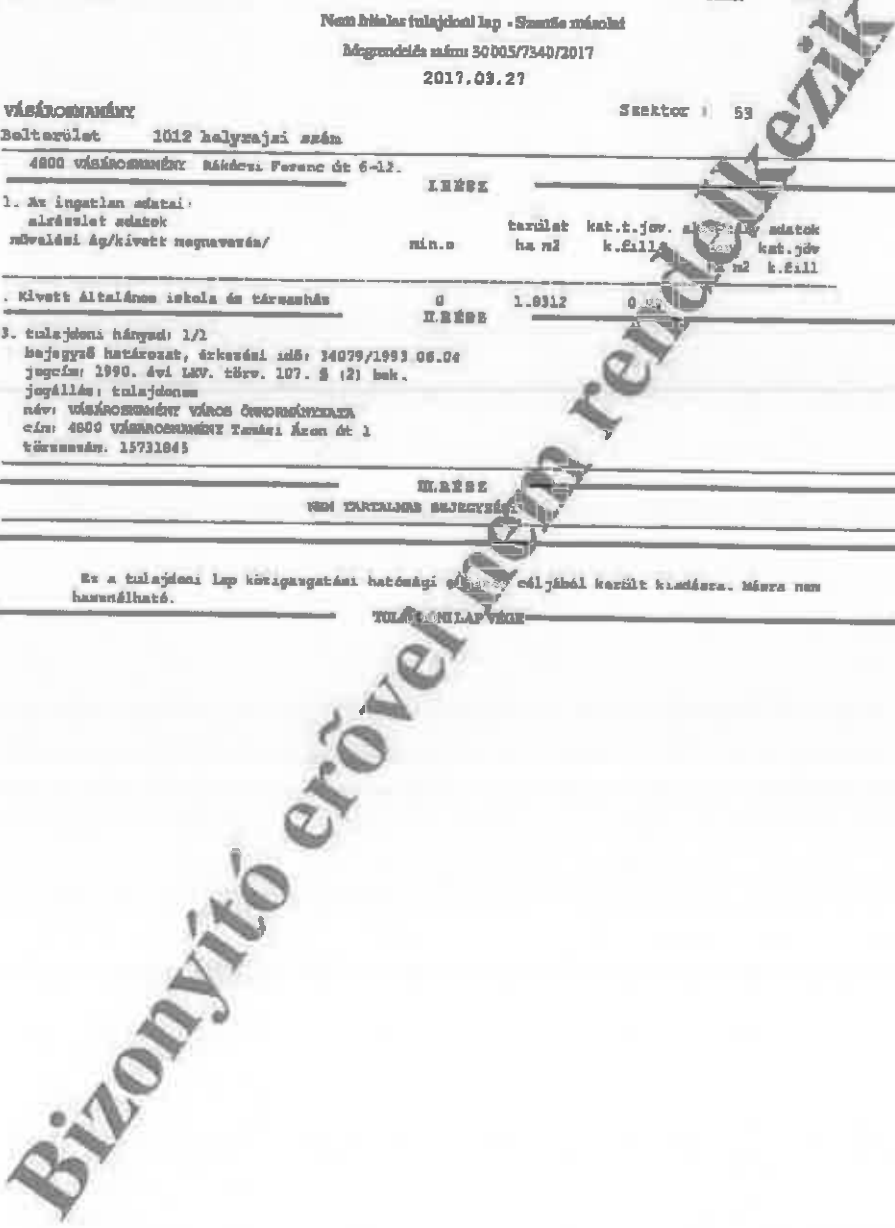 Nem hiteles tulajdoni lap - Szemle másolat
Megrendelés szám: 30005/7340/2017
2017.03.27
VÁSÁROSNAMÉNY
Szektor : 53
Belterület 1012 helyrajzi szám
4800 VÁSÁROSNAMÉNY Rákóczi Ferenc út 6-12.
I.RÉSZ
1. Az ingatlan adatai:
alrészlet adatok
terület kat.t.jov. adatok
művelési ág/kivett megnevezés/ min.o ha m2 k.fill kat.jöv
ha m2 k.fill
. Kivett általános iskola és társasház 0 1.0312 0
II.RÉSZ
3. tulajdoni hányad: 1/1
bejegyző határozat, érkezési idő: 34079/1993.06.04
jogcím: 1990. évi LXV. törv. 107. § (2) bek.
jogállás: tulajdonos
név: VÁSÁROSNAMÉNY VÁROS ÖNKORMÁNYZATA
cím: 4800 VÁSÁROSNAMÉNY Tamási Áron út 1
törzsszám. 15731845
III.RÉSZ
NEM TARTALMAZ BEJEGYZÉST
Ez a tulajdoni lap közigazgatási hatósági céljából került kiadásra. Másra nem
használható.
TULAJDONI LAP VÉGE
Bizonyító erővel nem rendelkezik